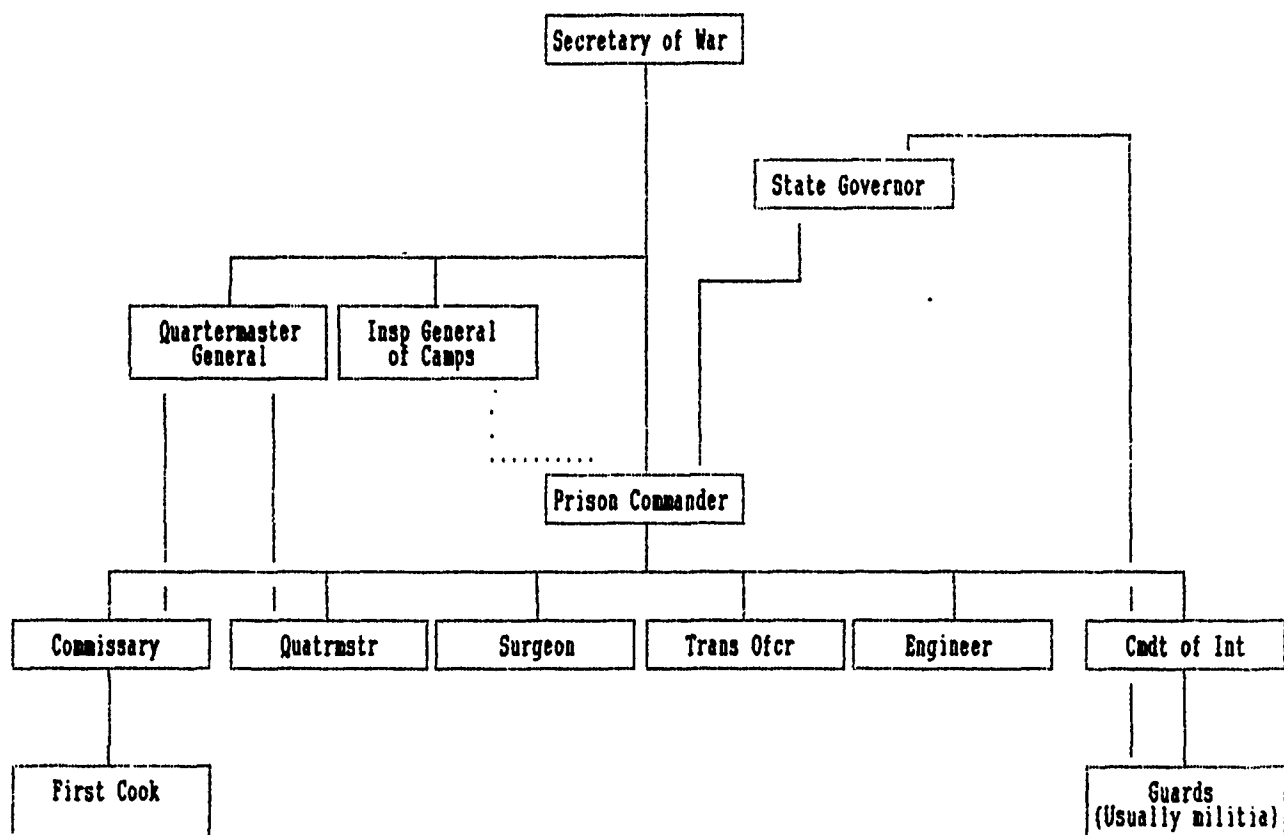 Secretary of War
State Governor
Quartermaster
General
Insp General
of Camps
Prison Commander
Commissary
Quatrmstr
Surgeon
Trans Ofcr
Engineer
Cmdt of Int
First Cook
Guards
(Usually militia)